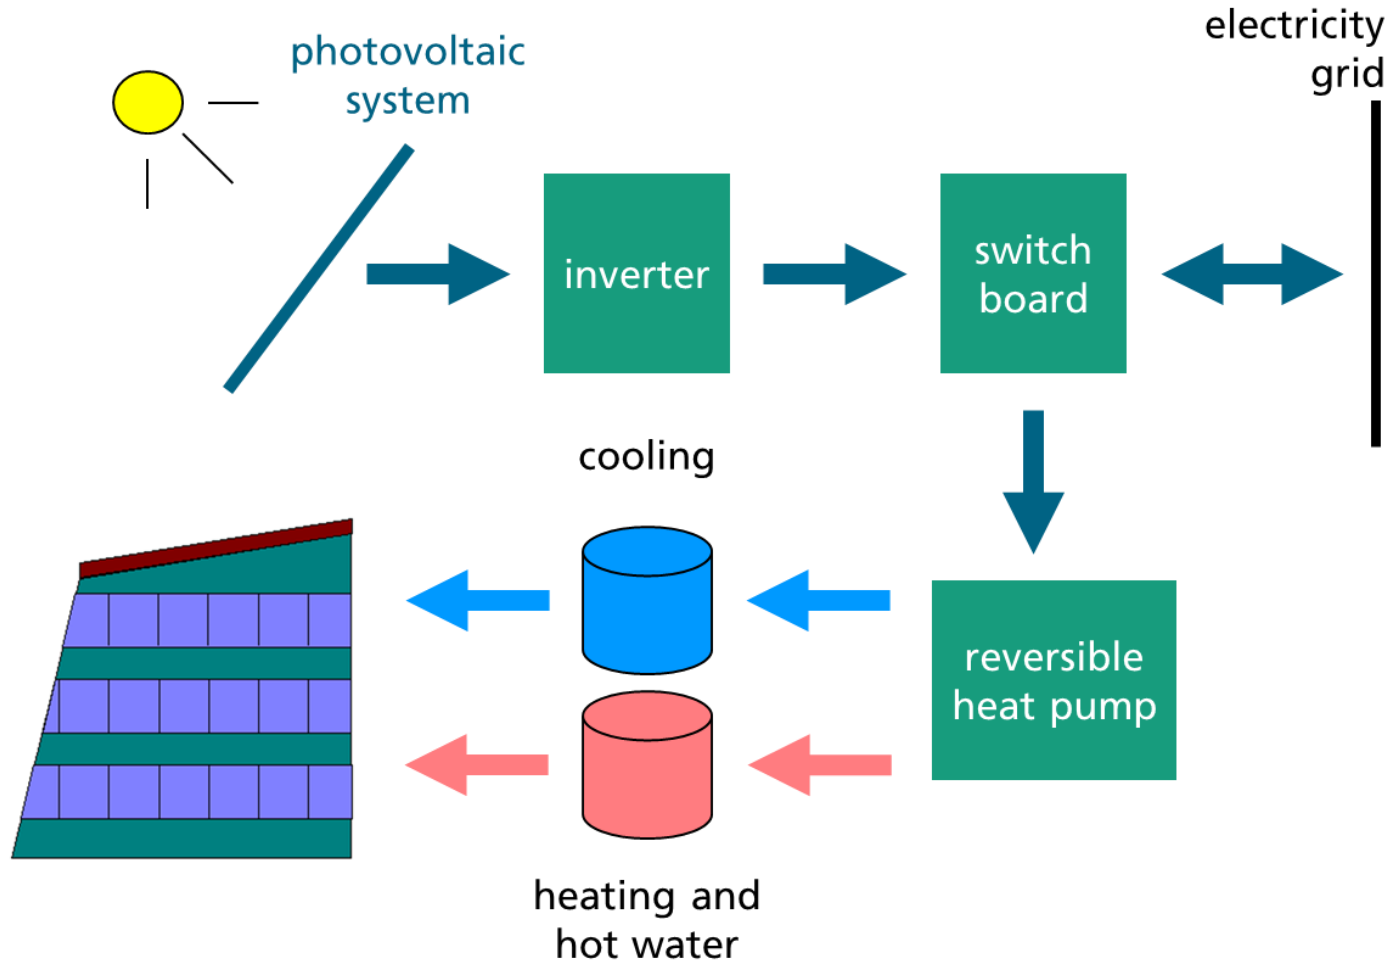 photovoltaic
system
electricity
grid
inverter
switch
board
cooling
reversible
heat pump
heating and
hot water